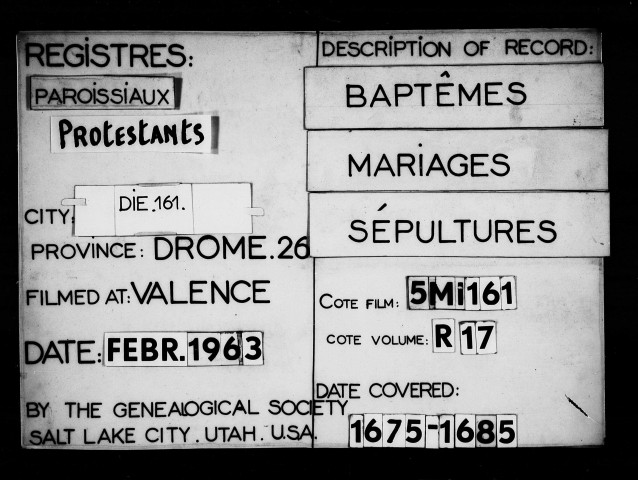 REGiSTRES:
PAROiSSiAUX
PROtEStANtS
CITY:
DiE.161.
PROVINCE: DROME.26
FILMED AT: VALENCE
DATE: FEBR.1963
BY THE GENEALOGICAL SOCIETY
SALT LAKE CITY. UTAH. U.S.A.
DESCRiPTiON OF RECORD:
BAPTÊMES
MARiAGES
SÉPULTURES
COTE FILM: 5Mi161
COTE VOLUME: R 17
DATE COVERED:
1675-1685